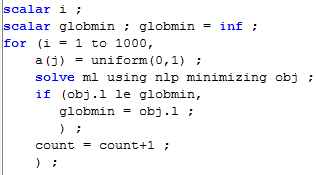 scalar i ;
scalar globmin ; globmin = inf ;
for (i = 1 to 1000,
a(j) = uniform(0,1) ;
solve ml using nlp minimizing obj ;
if (obj.l le globmin,
globmin = obj.l ;
) ;
count = count+1 ;
) ;